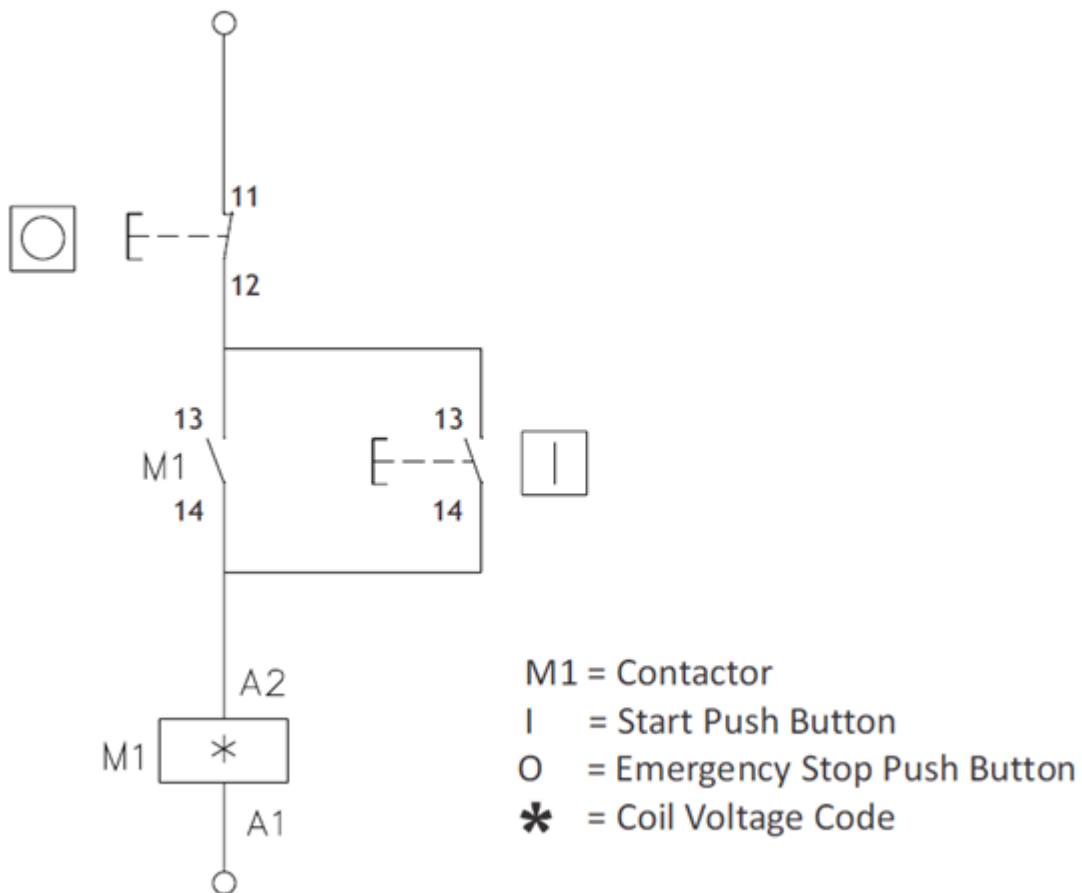 11
12
13
13
M1
14
14
A2
M1
*
A1
M1 = Contactor
I = Start Push Button
O = Emergency Stop Push Button
* = Coil Voltage Code